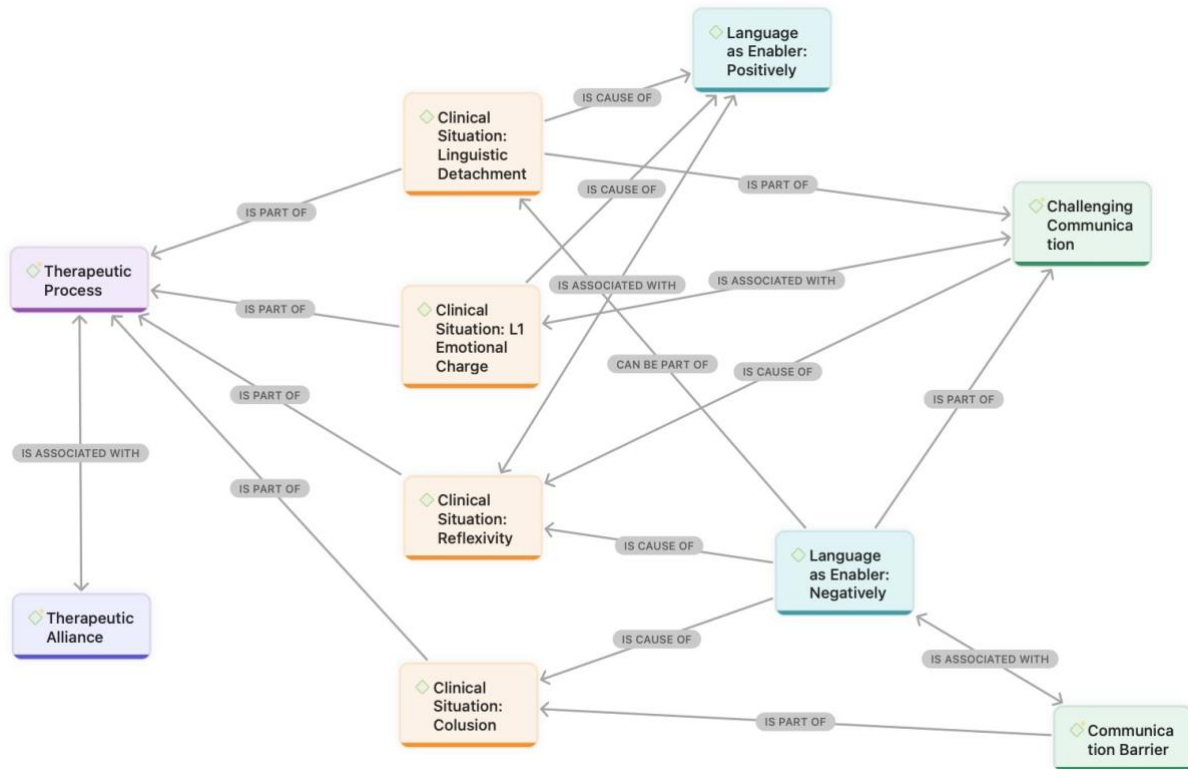 Language
as Enabler:
Positively
IS CAUSE OF
Clinical
Situation:
Linguistic
Detachment
IS PART OF
IS CAUSE OF
Challenging
Communica
tion
IS PART OF
Therapeutic
Process
IS ASSOCIATED WITH
IS ASSOCIATED WITH
IS PART OF
Clinical
Situation: L1
Emotional
Charge
CAN BE PART OF
IS CAUSE OF
IS PART OF
IS PART OF
IS ASSOCIATED WITH
IS PART OF
Clinical
Situation:
Reflexivity
IS CAUSE OF
Language
as Enabler:
Negatively
Therapeutic
Alliance
IS CAUSE OF
IS ASSOCIATED WITH
Clinical
Situation:
Colusion
IS PART OF
Communica
tion Barrier